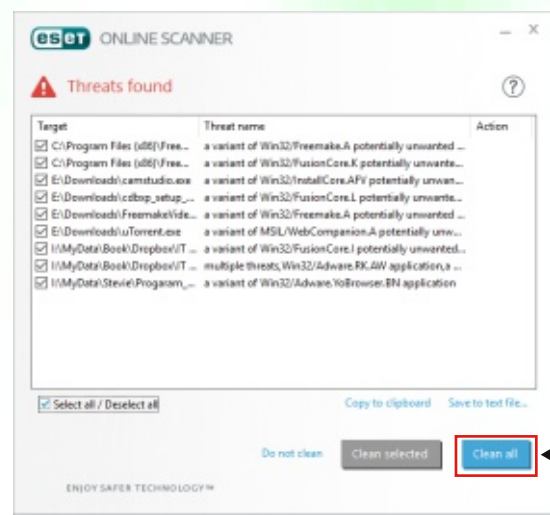 eset ONLINE SCANNER
Threats found
Target Threat name Action
C:\Program Files (x86)\Free... a variant of Win32/Freemake.A potentially unwanted ...
C:\Program Files (x86)\Free... a variant of Win32/FusionCore.K potentially unwante...
E:\Downloads\camstudio.exe a variant of Win32/InstallCore.AFV potentially unwan...
E:\Downloads\cdbxp_setup_... a variant of Win32/FusionCore.L potentially unwante...
E:\Downloads\FreemakeVide... a variant of Win32/Freemake.A potentially unwanted ...
E:\Downloads\uTorrent.exe a variant of MSIL/WebCompanion.A potentially unw...
I:\MyData\Book\Dropbox\IT ... a variant of Win32/FusionCore.I potentially unwanted...
I:\MyData\Book\Dropbox\IT ... multiple threats,Win32/Adware.RK.AW application,a ...
I:\MyData\Stevie\Progaram_... a variant of Win32/Adware.YoBrowser.BN application
Select all / Deselect all Copy to clipboard Save to text file...
Do not clean Clean selected Clean all
ENJOY SAFER TECHNOLOGY™